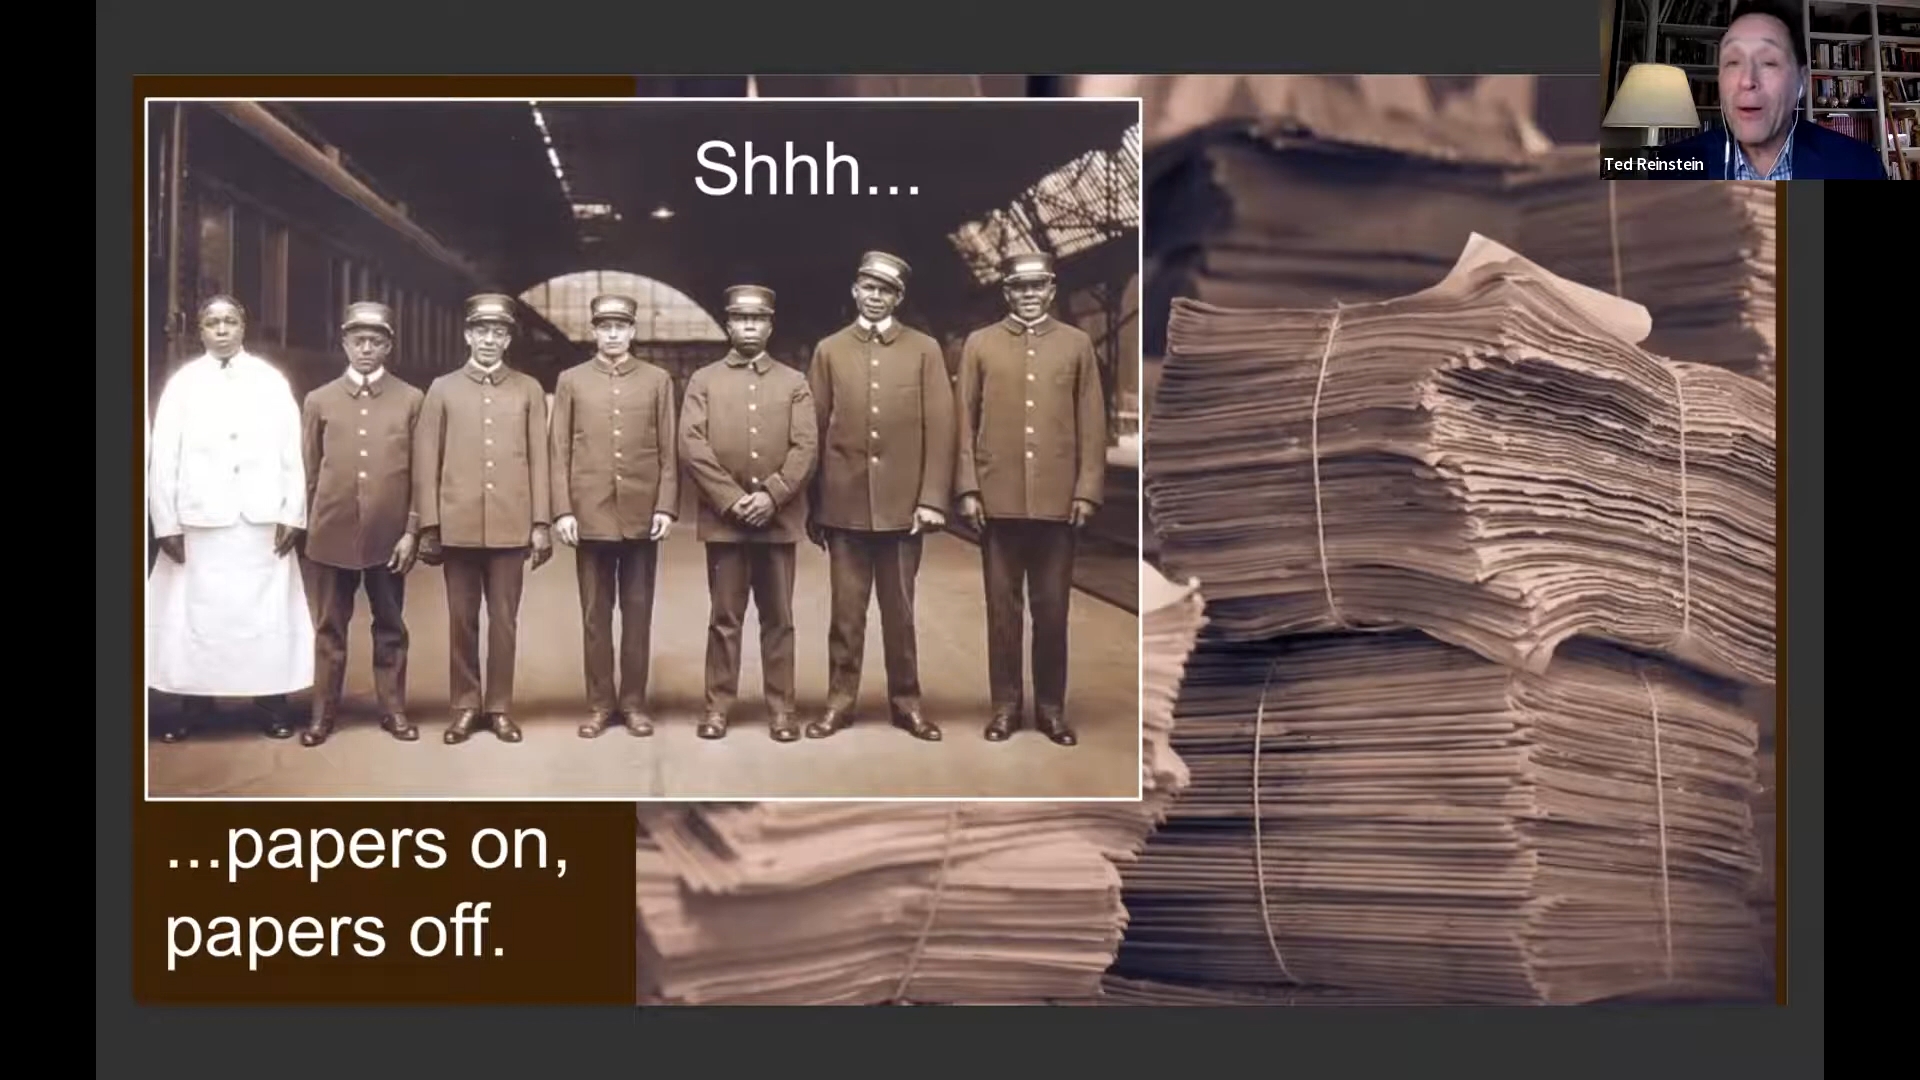 Shhh...
Ted Reinstein
...papers on,
papers off.